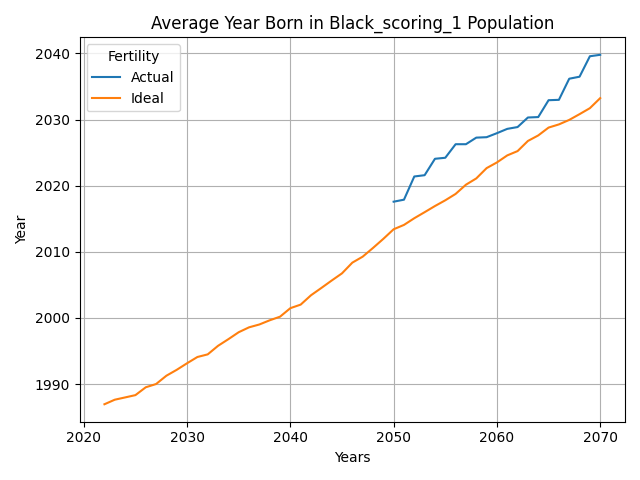 Average Year Born in Black_scoring_1 Population
Fertility
Actual
Ideal
Year
2040
2030
2020
2010
2000
1990
2020
2030
2040
2050
2060
2070
Years